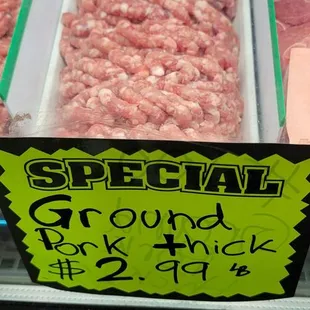 SPECIAL
Ground
Pork thick
$2.99 lb